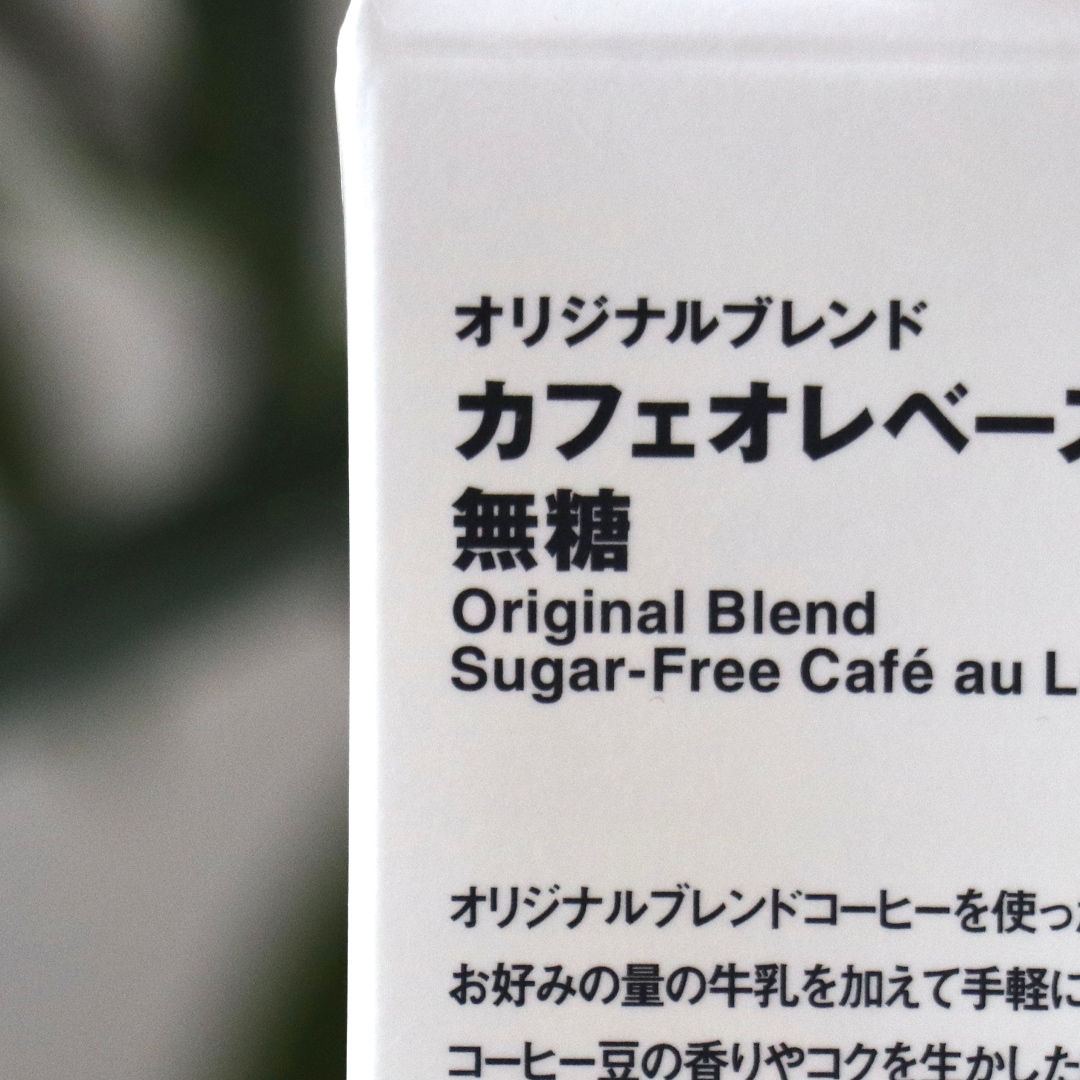 オリジナルブレンド
カフェオレベース
無糖
Original Blend
Sugar-Free Café au L
オリジナルブレンドコーヒーを使っ
お好みの量の牛乳を加えて手軽に
コーヒー豆の香りやコクを生かした